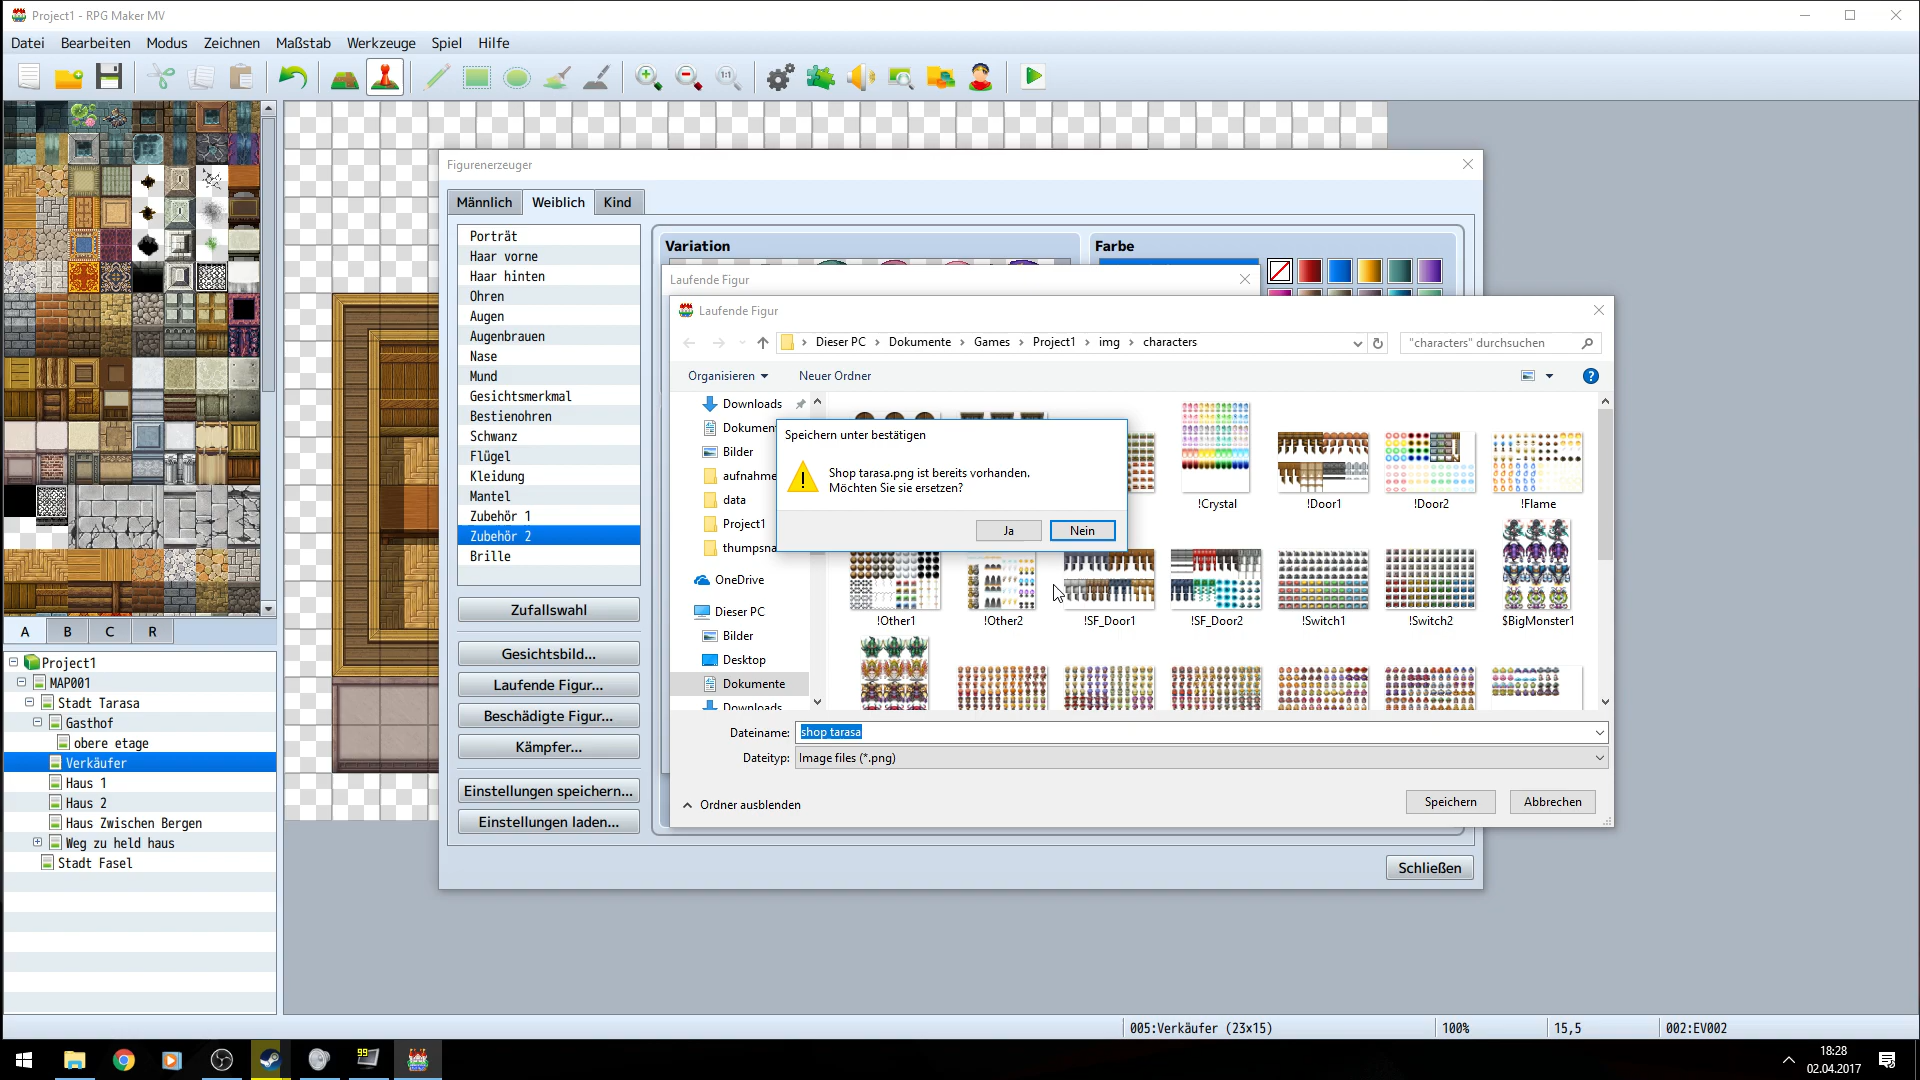 Project1 - RPG Maker MV
Datei Bearbeiten Modus Zeichnen Maßstab Werkzeuge Spiel Hilfe
1:1
A B C R
Project1
MAP001
Stadt Tarasa
Gasthof
obere etage
Verkäufer
Haus 1
Haus 2
Haus Zwischen Bergen
Weg zu held haus
Stadt Fasel
Figurenerzeuger
Männlich Weiblich Kind
Porträt
Haar vorne
Haar hinten
Ohren
Augen
Augenbrauen
Nase
Mund
Gesichtsmerkmal
Bestienohren
Schwanz
Flügel
Kleidung
Mantel
Zubehör 1
Zubehör 2
Brille
Zufallswahl
Gesichtsbild...
Laufende Figur...
Beschädigte Figur...
Kämpfer...
Einstellungen speichern...
Einstellungen laden...
Variation
Farbe
Laufende Figur
Laufende Figur
Dieser PC Dokumente Games Project1 img characters
"characters" durchsuchen
Organisieren Neuer Ordner
Downloads
Dokumen
Bilder
aufnahme
data
Project1
thumpsna
OneDrive
Dieser PC
Bilder
Desktop
Dokumente
Downloads
Speichern unter bestätigen
Shop tarasa.png ist bereits vorhanden.
Möchten Sie sie ersetzen?
Ja Nein
!Crystal !Door1 !Door2 !Flame
!Other1 !Other2 !SF_Door1 !SF_Door2 !Switch1 !Switch2 $BigMonster1
Dateiname: shop tarasa
Dateityp: Image files (*.png)
Ordner ausblenden
Speichern Abbrechen
Schließen
005:Verkäufer (23x15) 100% 15,5 002:EV002
99
18:28
02.04.2017